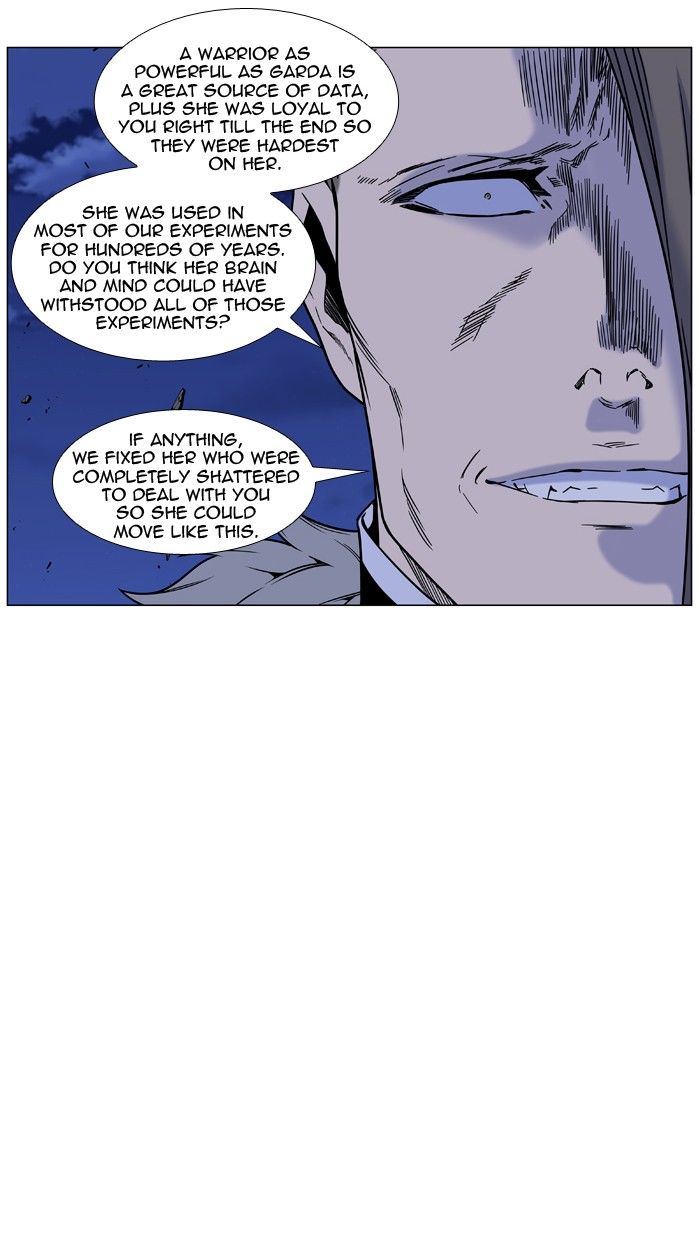 A WARRIOR AS
POWERFUL AS GARDA IS
A GREAT SOURCE OF DATA,
PLUS SHE WAS LOYAL TO
YOU RIGHT TILL THE END SO
THEY WERE HARDEST
ON HER.
SHE WAS USED IN
MOST OF OUR EXPERIMENTS
FOR HUNDREDS OF YEARS.
DO YOU THINK HER BRAIN
AND MIND COULD HAVE
WITHSTOOD ALL OF THOSE
EXPERIMENTS?
IF ANYTHING,
WE FIXED HER WHO WERE
COMPLETELY SHATTERED
TO DEAL WITH YOU
SO SHE COULD
MOVE LIKE THIS.